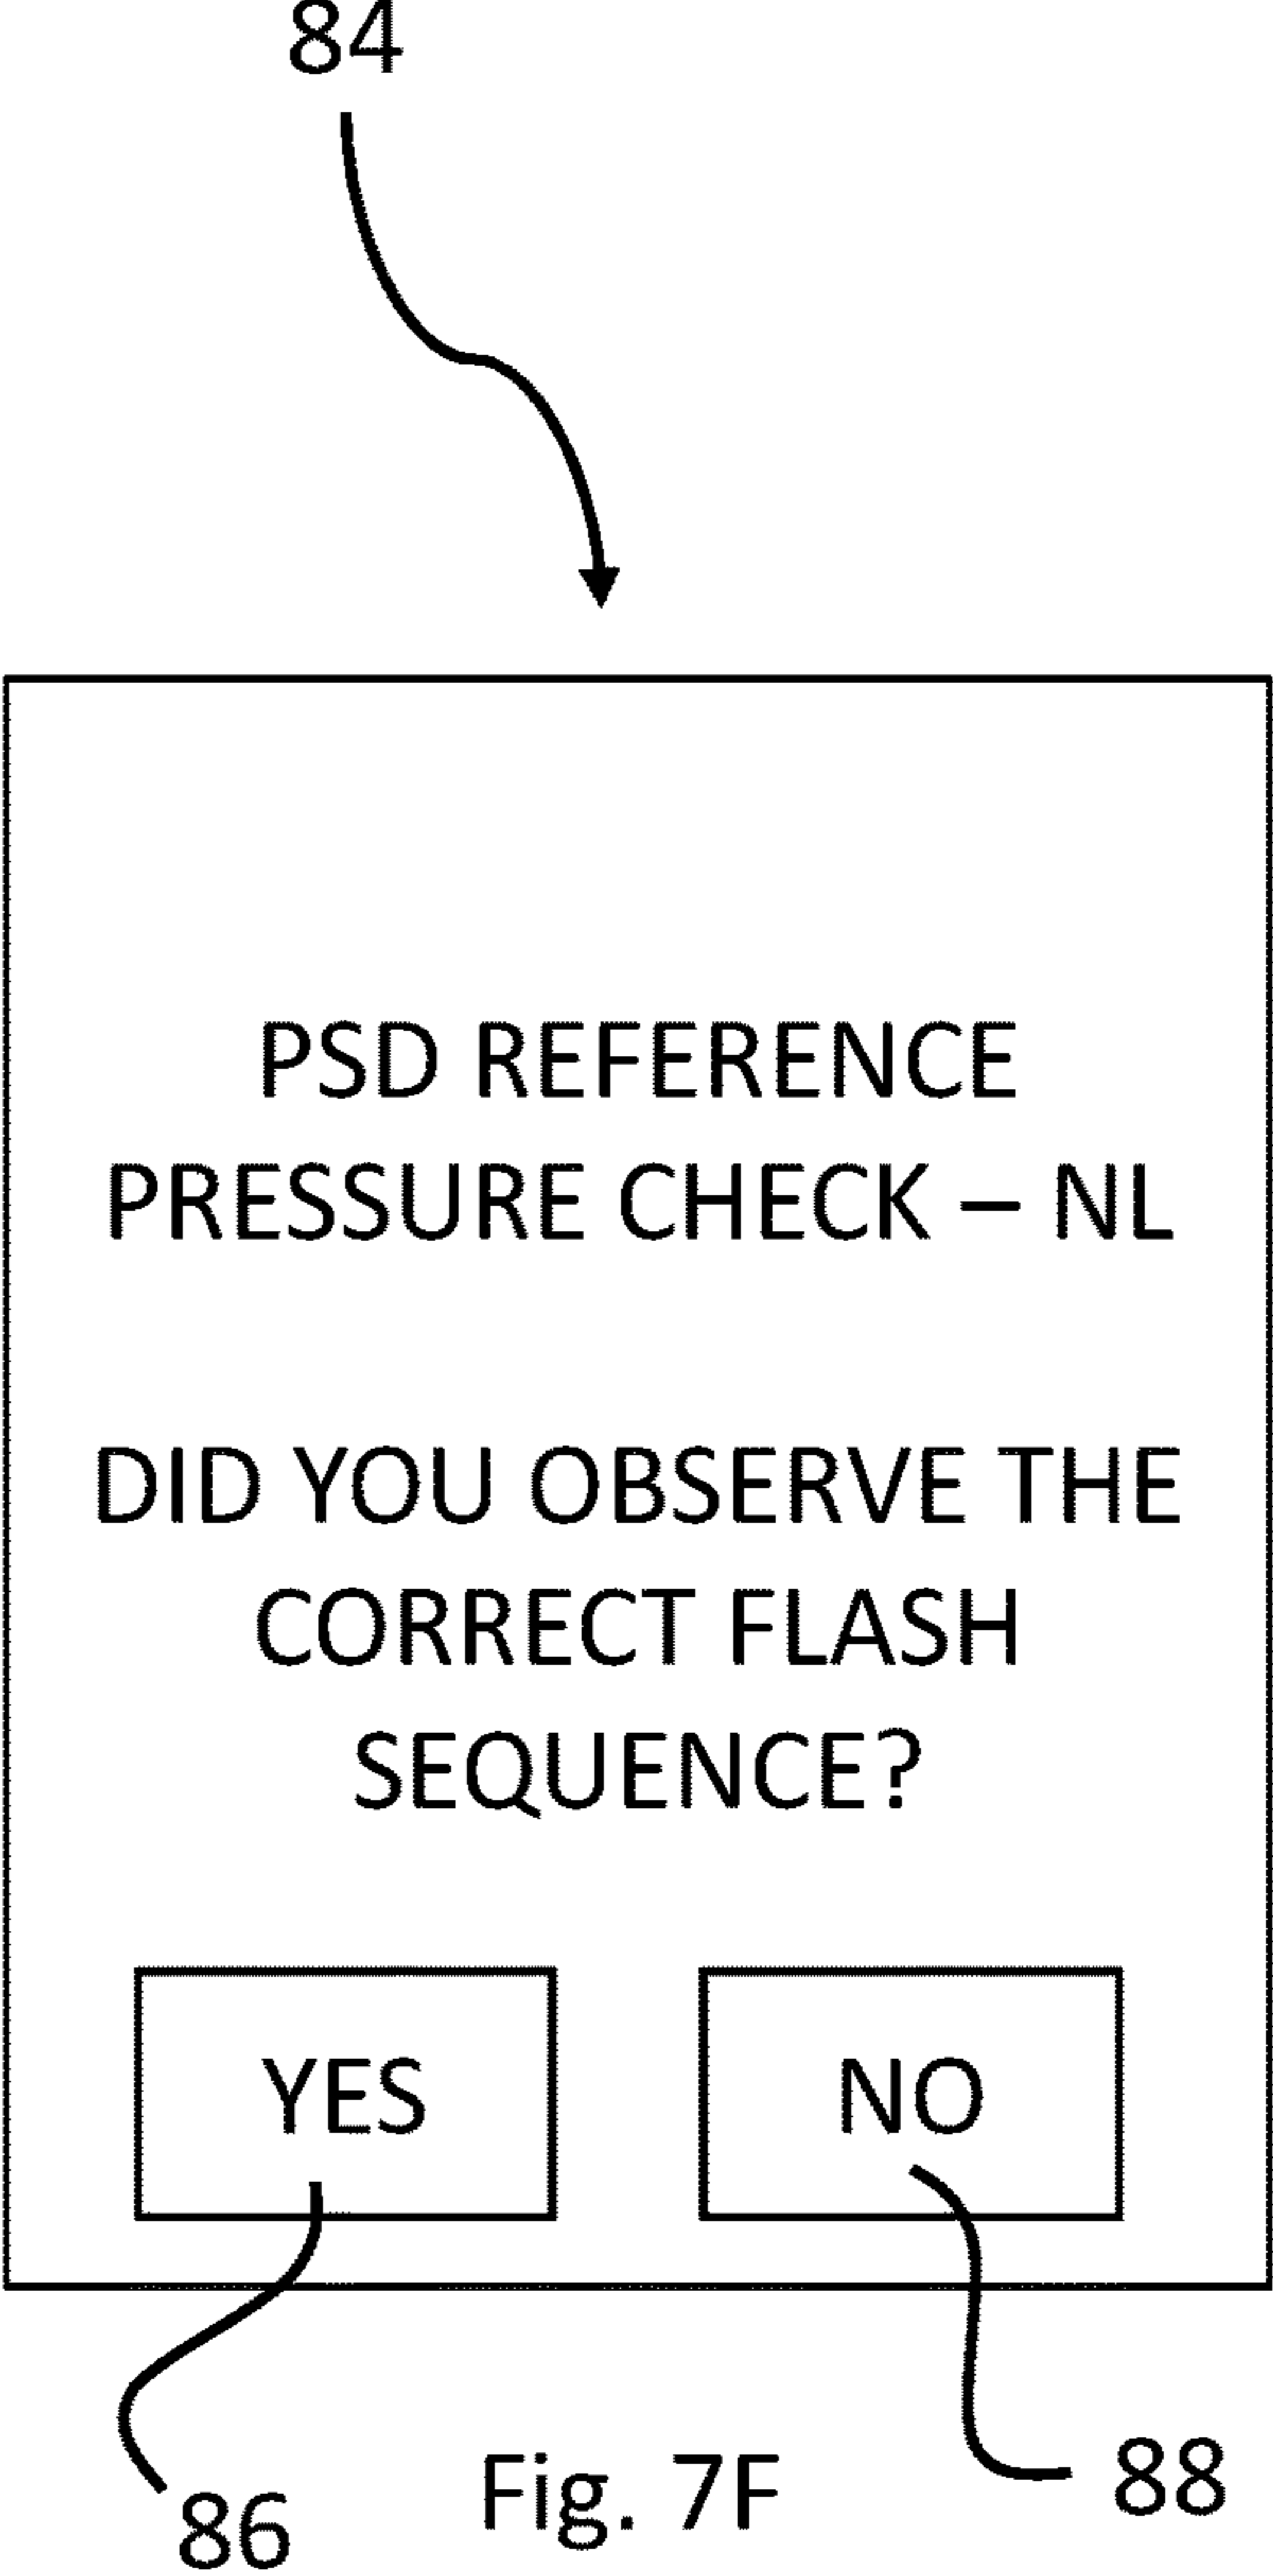 84
PSD REFERENCE
PRESSURE CHECK – NL
DID YOU OBSERVE THE
CORRECT FLASH
SEQUENCE?
YES NO
86 Fig. 7F 88